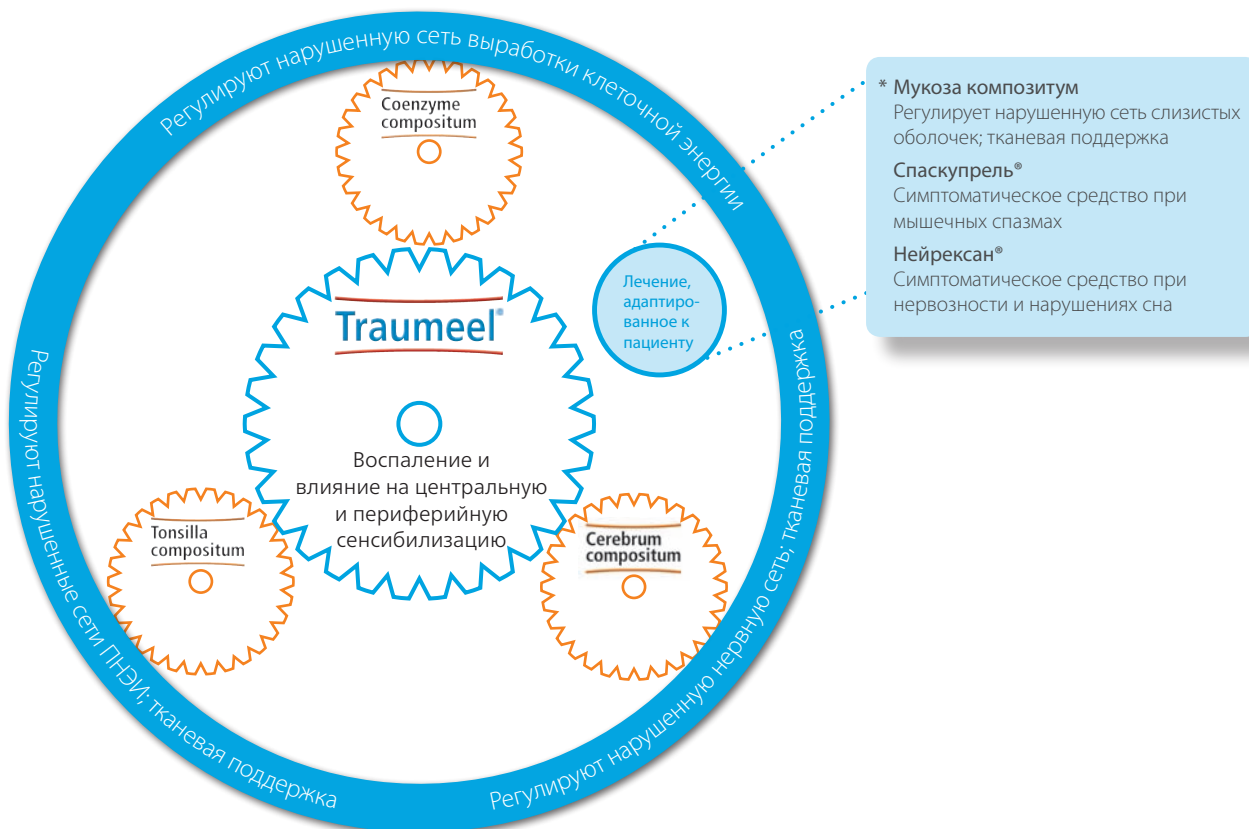 Регулируют нарушенную сеть выработки клеточной энергии
Coenzyme
compositum
* Мукоза композитум
Регулирует нарушенную сеть слизистых
оболочек; тканевая поддержка
Спаскупрель®
Симптоматическое средство при
мышечных спазмах
Нейрексан®
Симптоматическое средство при
нервозности и нарушениях сна
Лечение,
адаптиро-
ванное к
пациенту
Traumeel®
Воспаление и
влияние на центральную
и периферийную
сенсибилизацию
Tonsilla
compositum
Cerebrum
compositum
Регулируют нарушенные сети ПНЭИ; тканевая поддержка
Регулируют нарушенную нервную сеть; тканевая поддержка